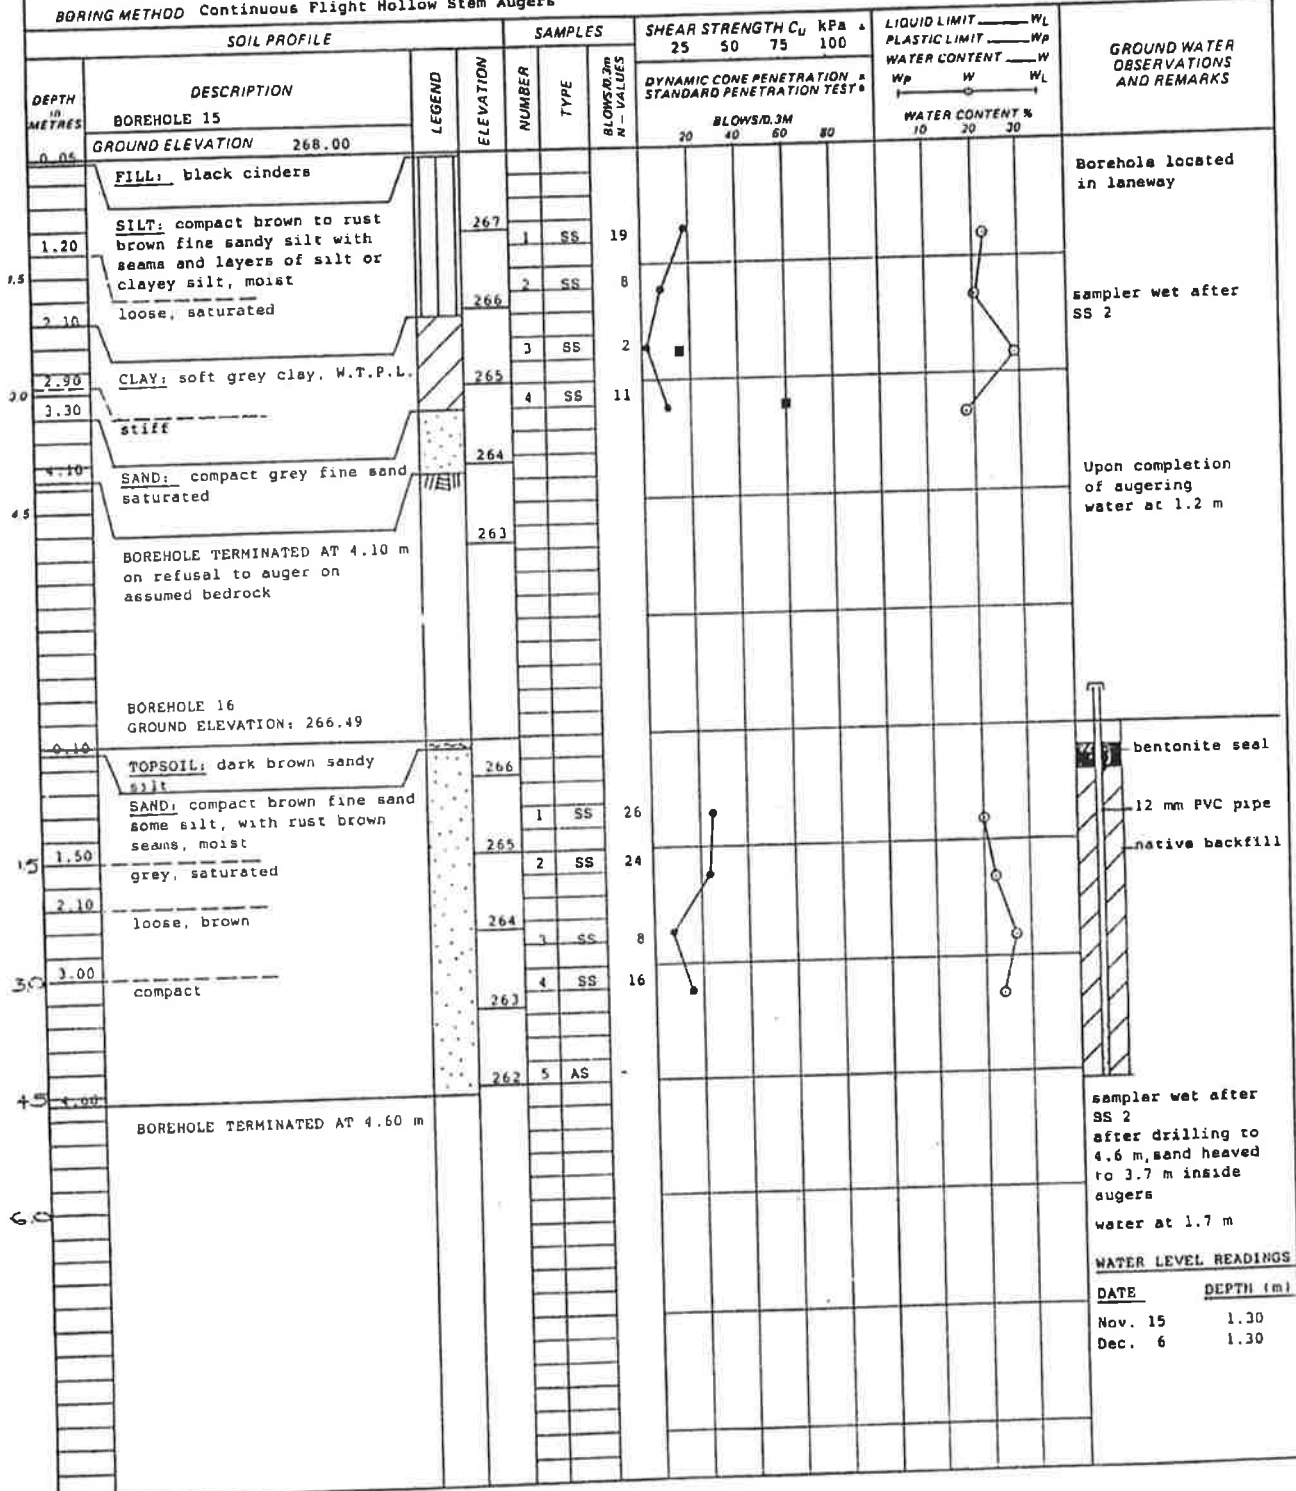 BORING METHOD Continuous Flight Hollow Stem Augers
SOIL PROFILE
SAMPLES
SHEAR STRENGTH Cu kPa
25 50 75 100
LIQUID LIMIT WL
PLASTIC LIMIT WP
WATER CONTENT W
WP W WL
GROUND WATER
OBSERVATIONS
AND REMARKS
DEPTH
in
METRES
DESCRIPTION
BOREHOLE 15
GROUND ELEVATION 268.00
LEGEND
ELEVATION
NUMBER
TYPE
BLOWS/0.3m
N - VALUES
DYNAMIC CONE PENETRATION
STANDARD PENETRATION TEST
BLOWS/0.3M
20 40 60 80
WATER CONTENT %
10 20 30
0.05
FILL: black cinders
Borehole located
in laneway
SILT: compact brown to rust
brown fine sandy silt with
seams and layers of silt or
clayey silt, moist
267
1 SS 19
1.20
1.5
2 SS 8
266
sampler wet after
SS 2
loose, saturated
2.10
3 SS 2
CLAY: soft grey clay, W.T.P.L.
265
2.90
3.0
4 SS 11
3.30
stiff
264
4.10
SAND: compact grey fine sand
saturated
Upon completion
of augering
water at 1.2 m
4.5
263
BOREHOLE TERMINATED AT 4.10 m
on refusal to auger on
assumed bedrock
BOREHOLE 16
GROUND ELEVATION: 266.49
0.10
TOPSOIL: dark brown sandy
silt
266
bentonite seal
SAND: compact brown fine sand
some silt, with rust brown
seams, moist
1 SS 26
12 mm PVC pipe
265
native backfill
1.5
1.50
2 SS 24
grey, saturated
2.10
loose, brown
264
3 SS 8
3.0
3.00
4 SS 16
compact
263
262
5 AS -
4.5
4.60
BOREHOLE TERMINATED AT 4.60 m
sampler wet after
SS 2
after drilling to
4.6 m, sand heaved
to 3.7 m inside
augers
6.0
water at 1.7 m
WATER LEVEL READINGS
DATE DEPTH (m)
Nov. 15 1.30
Dec. 6 1.30